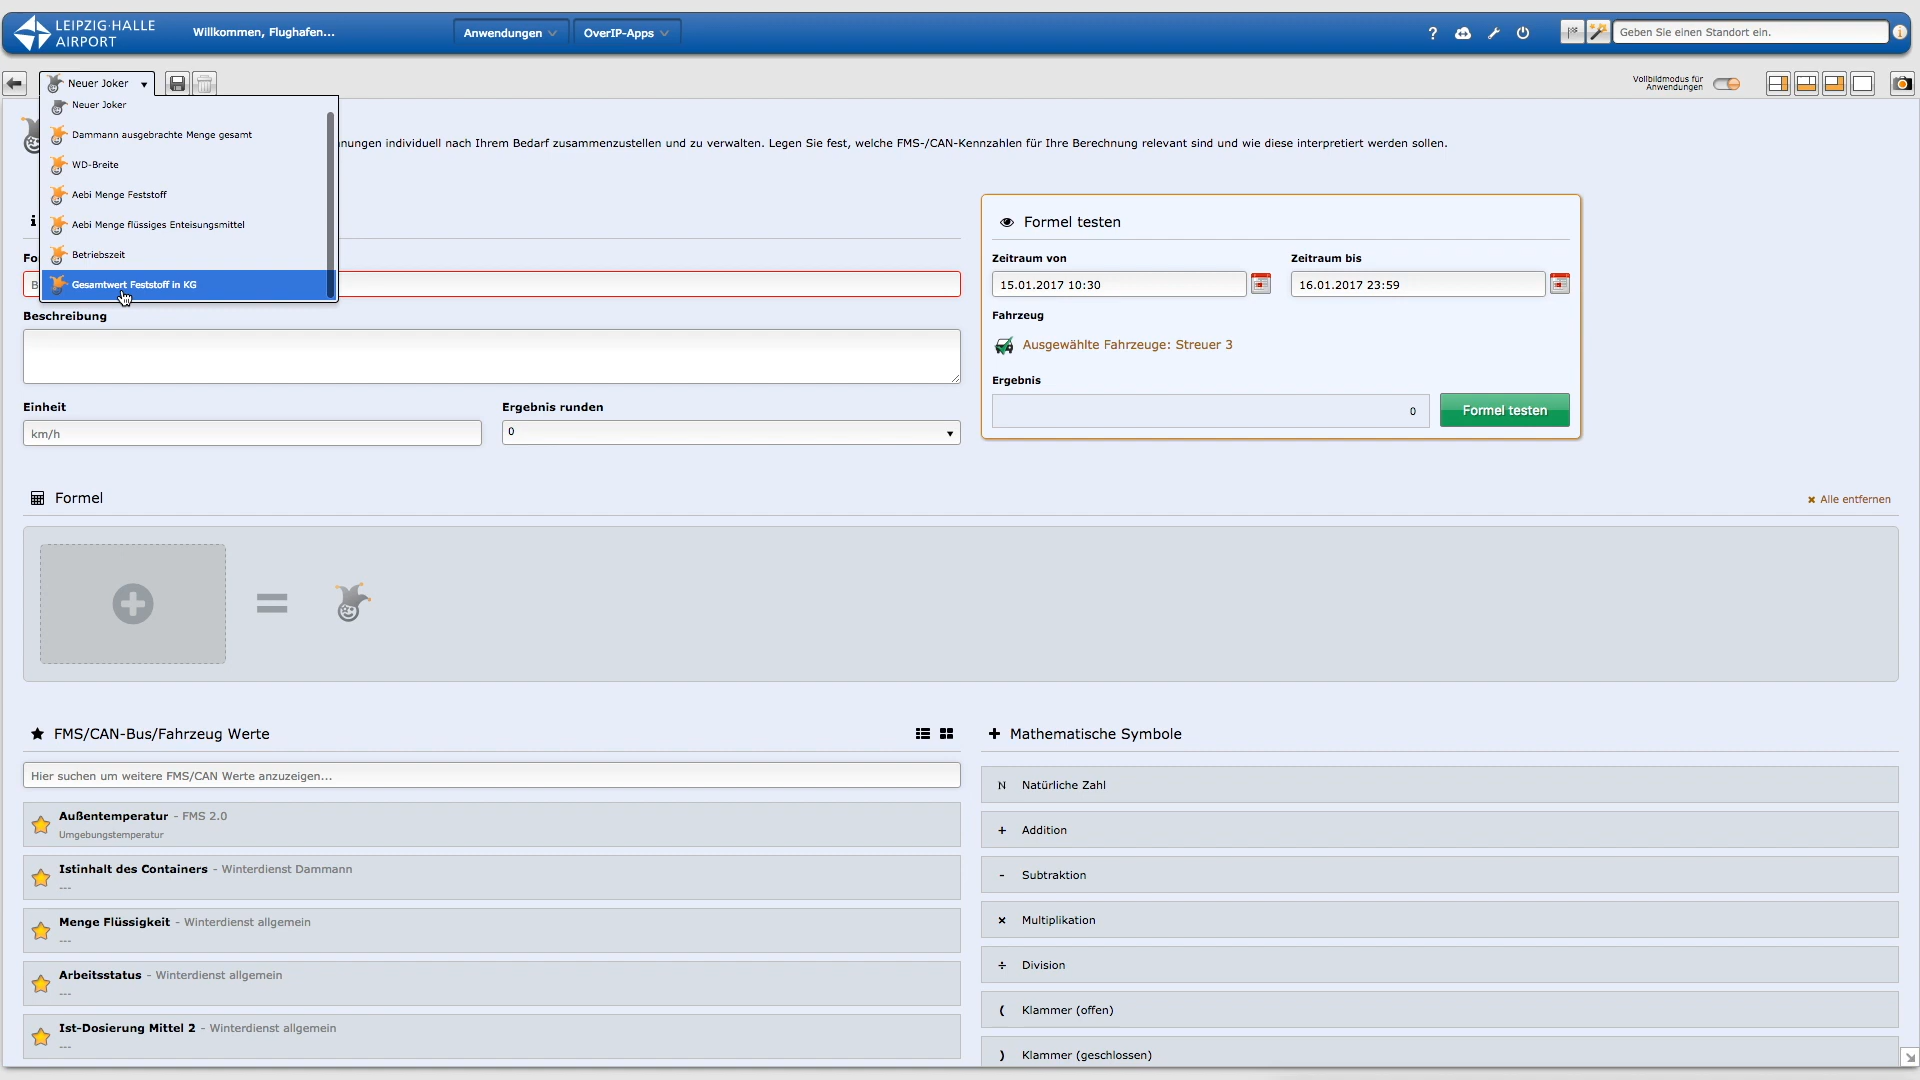 LEIPZIG·HALLE
AIRPORT
Willkommen, Flughafen...
Anwendungen
OverIP-Apps
?
Geben Sie einen Standort ein.
Neuer Joker
Vollbildmodus für
Anwendungen
Neuer Joker
Dammann ausgebrachte Menge gesamt
WD-Breite
Aebi Menge Feststoff
Aebi Menge flüssiges Enteisungsmittel
Betriebszeit
Gesamtwert Feststoff in KG
nungen individuell nach Ihrem Bedarf zusammenzustellen und zu verwalten. Legen Sie fest, welche FMS-/CAN-Kennzahlen für Ihre Berechnung relevant sind und wie diese interpretiert werden sollen.
Fo
B
Beschreibung
Einheit
Ergebnis runden
km/h
0
Formel testen
Zeitraum von
Zeitraum bis
15.01.2017 10:30
16.01.2017 23:59
Fahrzeug
Ausgewählte Fahrzeuge: Streuer 3
Ergebnis
0
Formel testen
Formel
Alle entfernen
=
FMS/CAN-Bus/Fahrzeug Werte
Hier suchen um weitere FMS/CAN Werte anzuzeigen...
Außentemperatur - FMS 2.0
Umgebungstemperatur
Istinhalt des Containers - Winterdienst Dammann
---
Menge Flüssigkeit - Winterdienst allgemein
---
Arbeitsstatus - Winterdienst allgemein
---
Ist-Dosierung Mittel 2 - Winterdienst allgemein
---
+ Mathematische Symbole
N Natürliche Zahl
+ Addition
- Subtraktion
× Multiplikation
÷ Division
( Klammer (offen)
) Klammer (geschlossen)